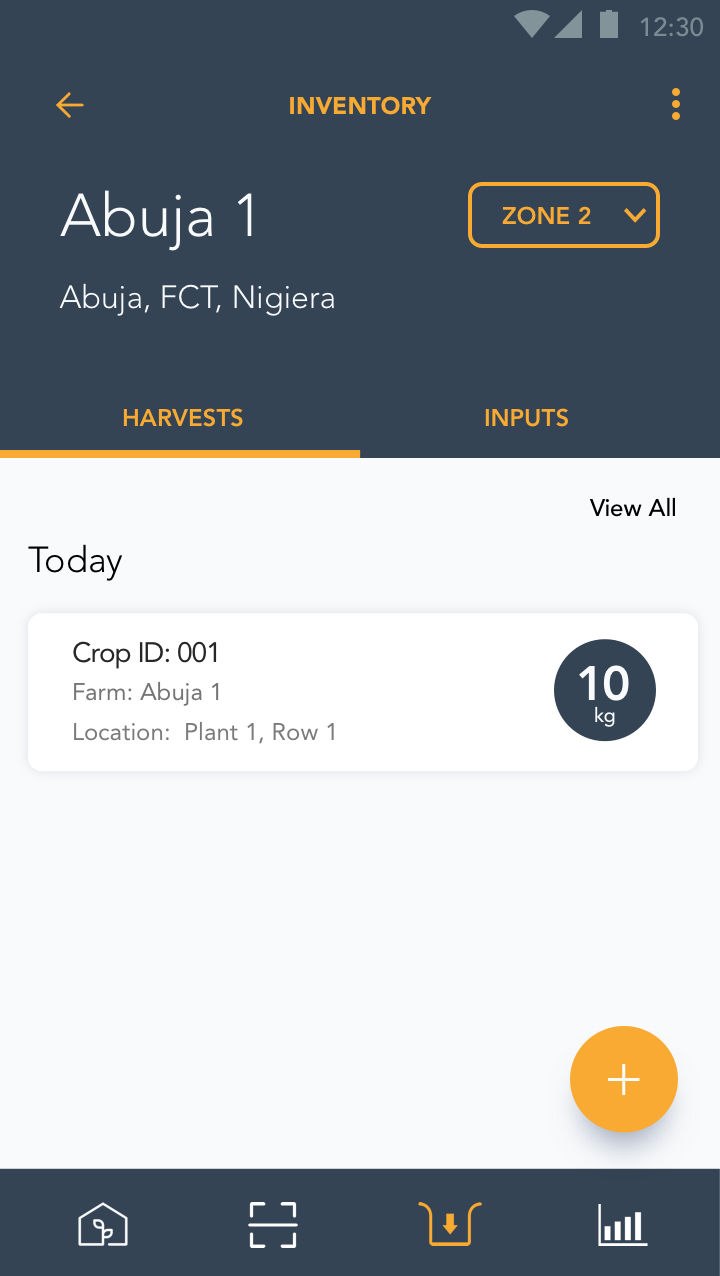 12:30
INVENTORY
Abuja 1
ZONE 2
Abuja, FCT, Nigiera
HARVESTS
INPUTS
View All
Today
Crop ID: 001
Farm: Abuja 1
Location: Plant 1, Row 1
10
kg